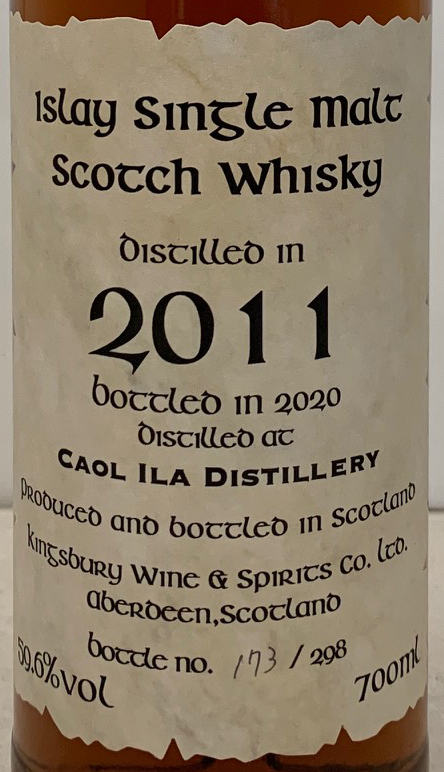 Islay Single Malt
Scotch Whisky
Distilled in
2011
bottled in 2020
Distilled at
CAOL ILA DISTILLERY
Produced and bottled in Scotland
Kingsbury Wine & Spirits Co. Ltd.
Aberdeen,Scotland
bottle no. 173 / 298
50.6%vol
700ml